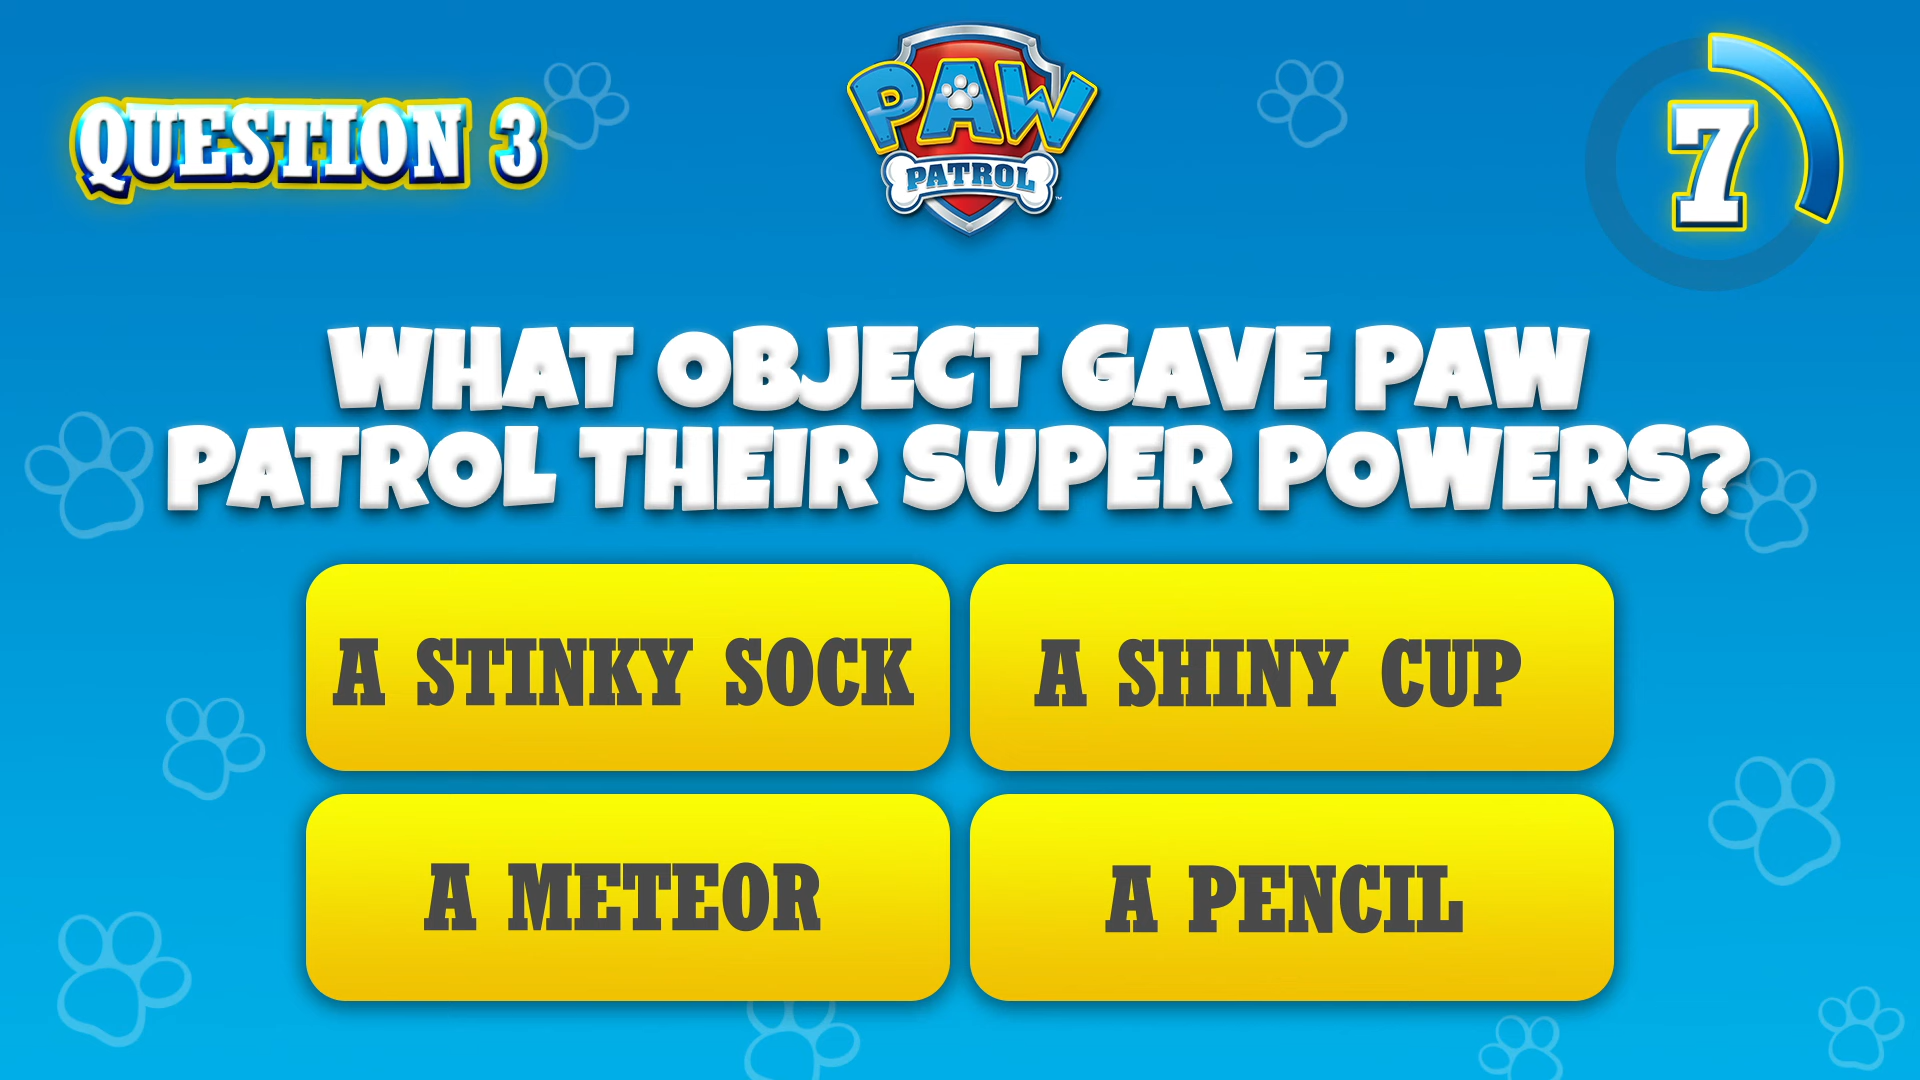 PAW
PATROL
QUESTION 3
7
WHAT OBJECT GAVE PAW
PATROL THEIR SUPER POWERS?
A STINKY SOCK
A SHINY CUP
A METEOR
A PENCIL